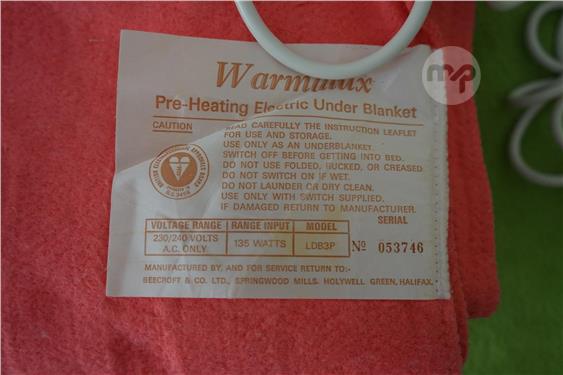 Warmmax
Pre-Heating Electric Under Blanket
CAUTION
READ CAREFULLY THE INSTRUCTION LEAFLET
FOR USE AND STORAGE.
USE ONLY AS AN UNDERBLANKET.
SWITCH OFF BEFORE GETTING INTO BED.
DO NOT USE FOLDED, RUCKED, OR CREASED
DO NOT SWITCH ON IF WET.
DO NOT LAUNDER OR DRY CLEAN.
USE ONLY WITH SWITCH SUPPLIED.
IF DAMAGED RETURN TO MANUFACTURER.
SERIAL
VOLTAGE RANGE RANGE INPUT MODEL
230/240 VOLTS 135 WATTS LDB3P Nº 053746
A.C. ONLY
MANUFACTURED BY, AND FOR SERVICE RETURN TO:-
BEECROFT & CO. LTD., SPRINGWOOD MILLS. HOLYWELL GREEN, HALIFAX.
mp